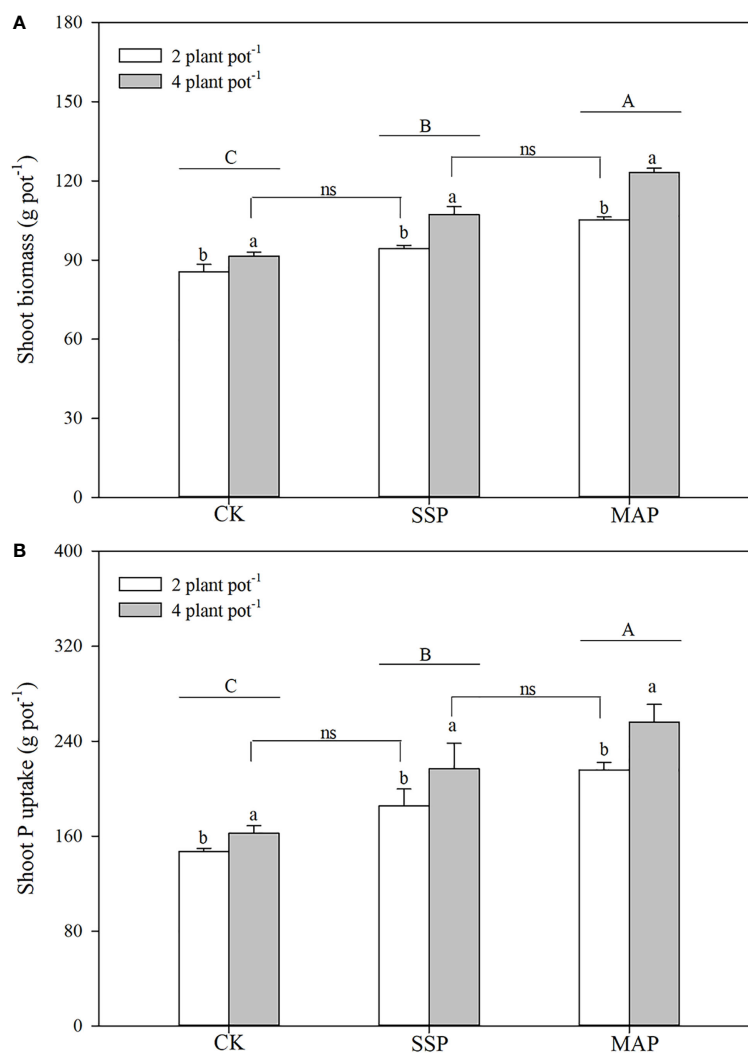 A
Shoot biomass (g pot⁻¹)
180
150
120
90
60
30
0
2 plant pot⁻¹
4 plant pot⁻¹
C
B
A
ns
ns
b
a
b
a
b
a
CK
SSP
MAP
B
Shoot P uptake (g pot⁻¹)
400
320
240
160
80
0
2 plant pot⁻¹
4 plant pot⁻¹
C
B
A
ns
ns
b
a
b
a
b
a
CK
SSP
MAP